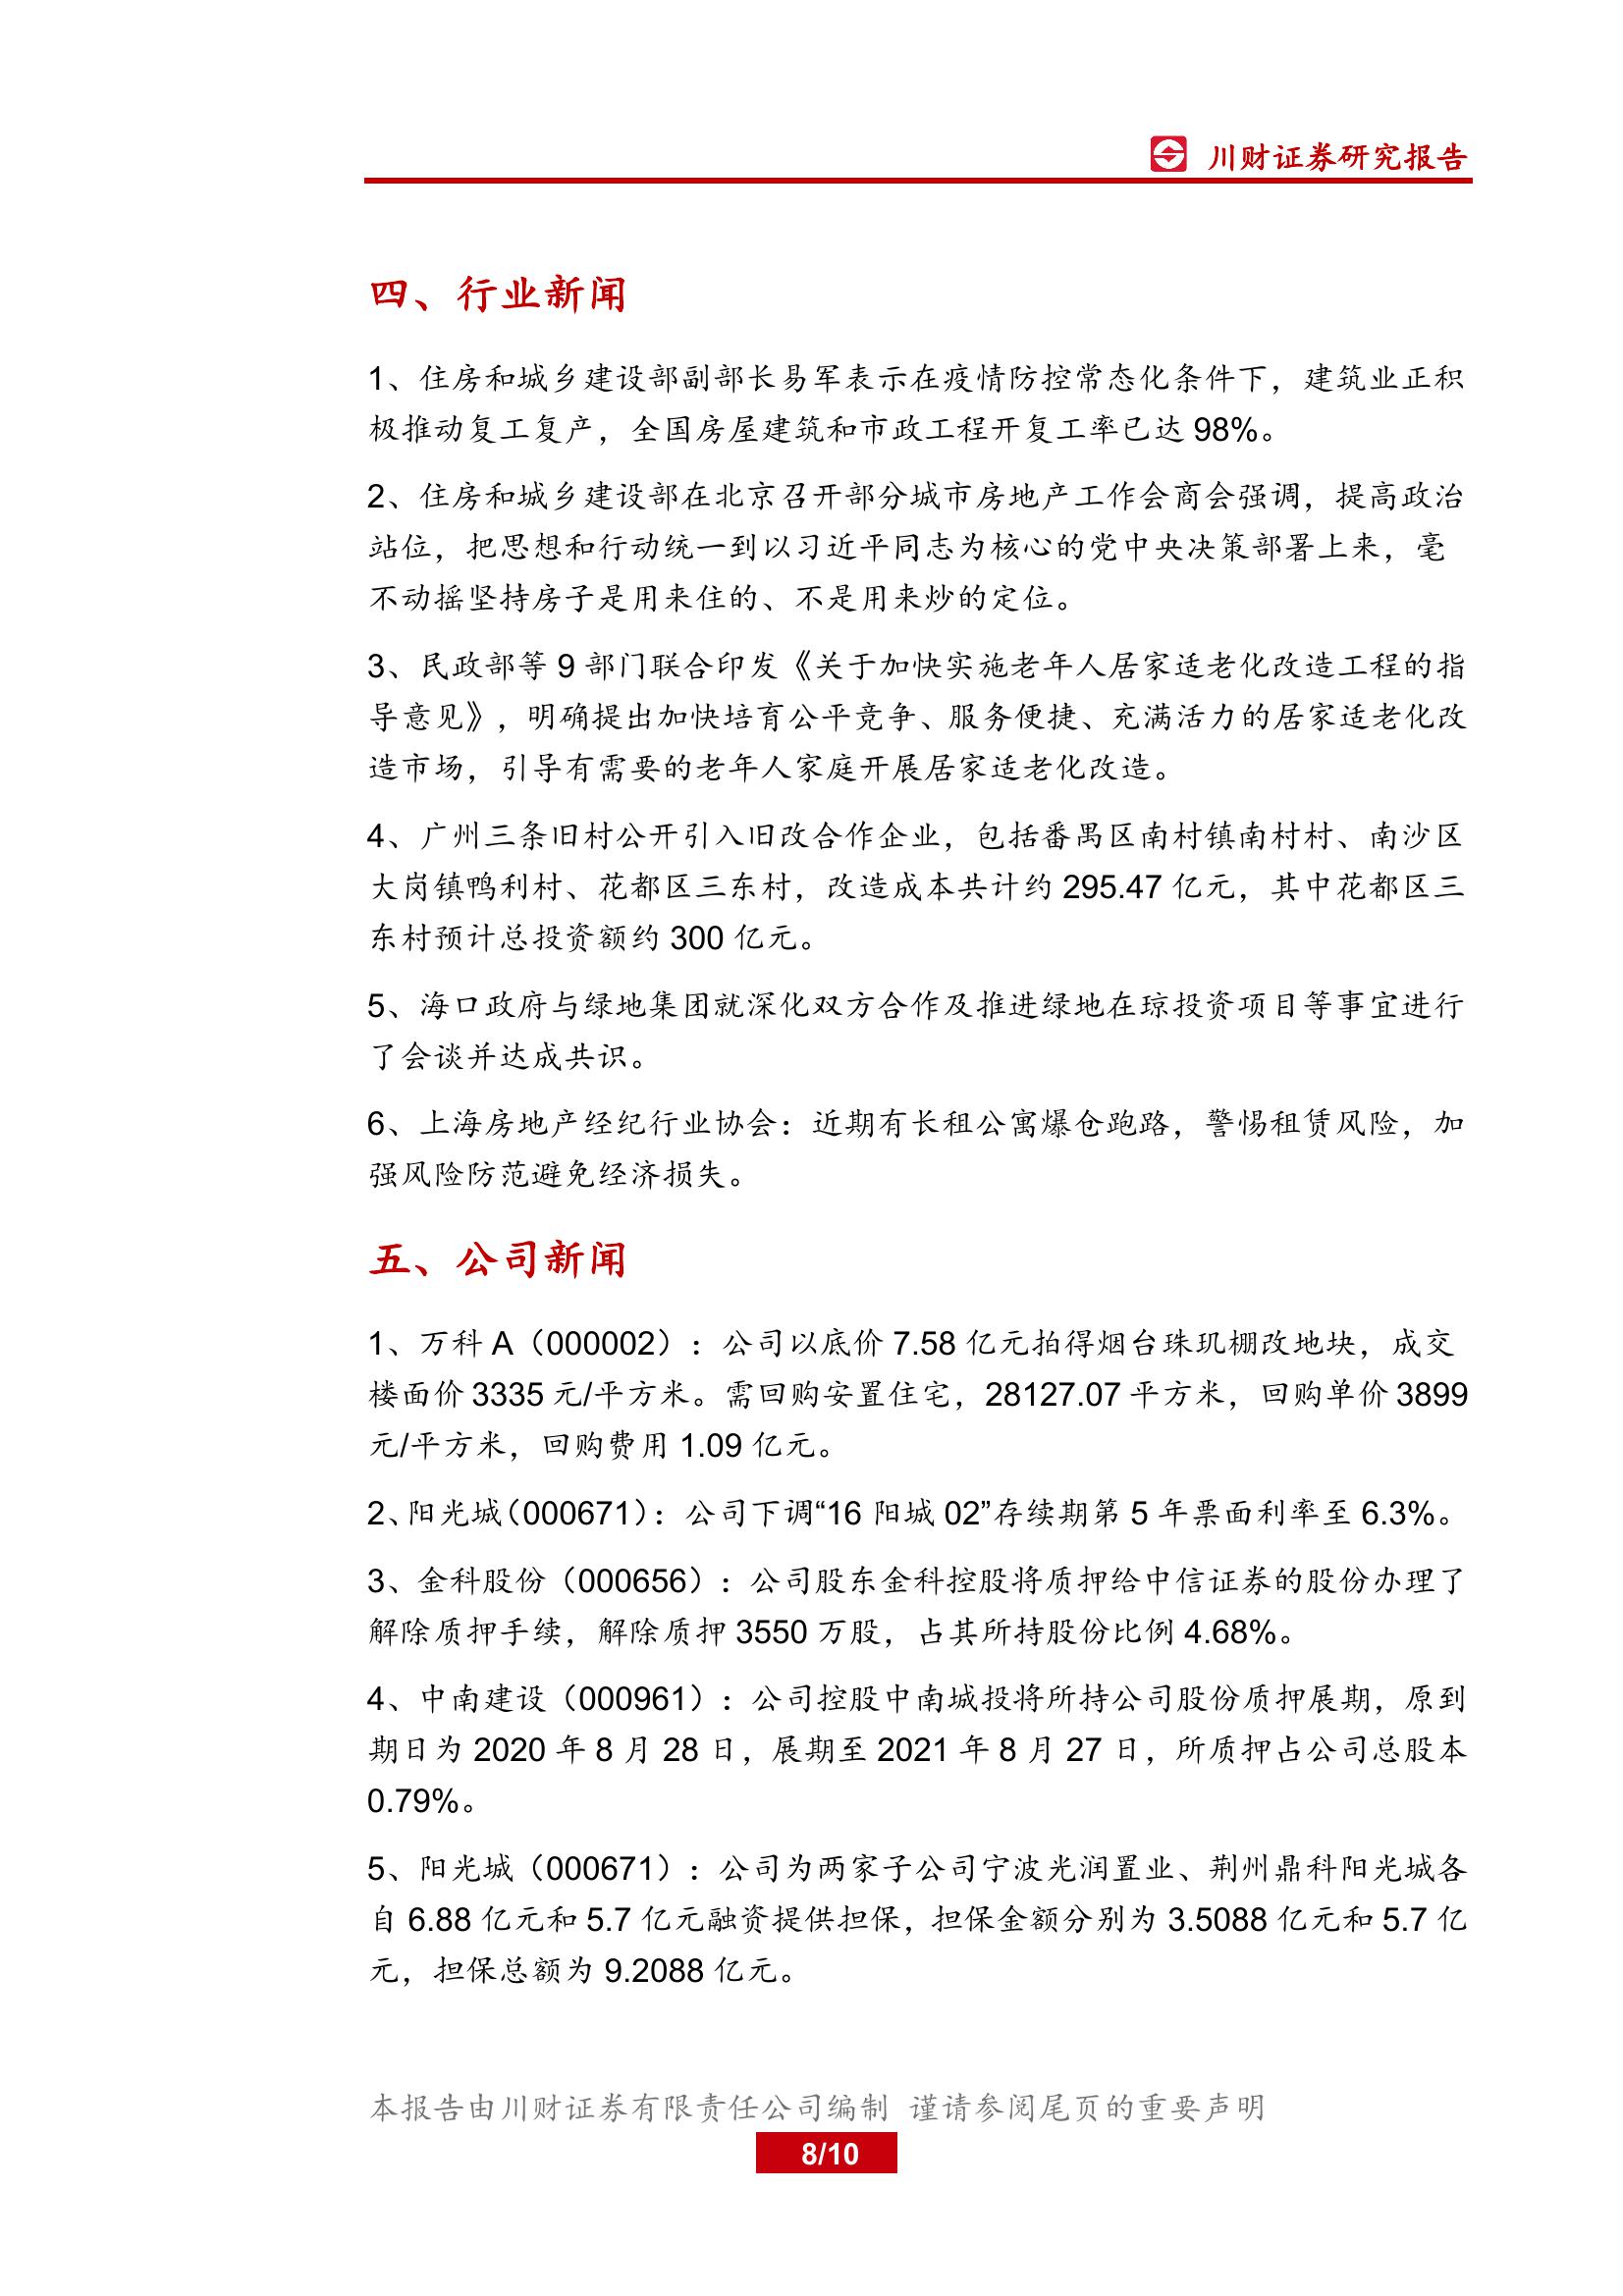 川财证券研究报告
四、行业新闻
1、住房和城乡建设部副部长易军表示在疫情防控常态化条件下，建筑业正积
极推动复工复产，全国房屋建筑和市政工程开复工率已达 98%。
2、住房和城乡建设部在北京召开部分城市房地产工作会商会强调，提高政治
站位，把思想和行动统一到以习近平同志为核心的党中央决策部署上来，毫
不动摇坚持房子是用来住的、不是用来炒的定位。
3、民政部等 9 部门联合印发《关于加快实施老年人居家适老化改造工程的指
导意见》，明确提出加快培育公平竞争、服务便捷、充满活力的居家适老化改
造市场，引导有需要的老年人家庭开展居家适老化改造。
4、广州三条旧村公开引入旧改合作企业，包括番禺区南村镇南村村、南沙区
大岗镇鸭利村、花都区三东村，改造成本共计约 295.47 亿元，其中花都区三
东村预计总投资额约 300 亿元。
5、海口政府与绿地集团就深化双方合作及推进绿地在琼投资项目等事宜进行
了会谈并达成共识。
6、上海房地产经纪行业协会：近期有长租公寓爆仓跑路，警惕租赁风险，加
强风险防范避免经济损失。
五、公司新闻
1、万科 A（000002）：公司以底价 7.58 亿元拍得烟台珠玑棚改地块，成交
楼面价 3335 元/平方米。需回购安置住宅，28127.07 平方米，回购单价 3899
元/平方米，回购费用 1.09 亿元。
2、阳光城（000671）：公司下调“16 阳城 02”存续期第 5 年票面利率至 6.3%。
3、金科股份（000656）：公司股东金科控股将质押给中信证券的股份办理了
解除质押手续，解除质押 3550 万股，占其所持股份比例 4.68%。
4、中南建设（000961）：公司控股中南城投将所持公司股份质押展期，原到
期日为 2020 年 8 月 28 日，展期至 2021 年 8 月 27 日，所质押占公司总股本
0.79%。
5、阳光城（000671）：公司为两家子公司宁波光润置业、荆州鼎科阳光城各
自 6.88 亿元和 5.7 亿元融资提供担保，担保金额分别为 3.5088 亿元和 5.7 亿
元，担保总额为 9.2088 亿元。
本报告由川财证券有限责任公司编制 谨请参阅尾页的重要声明
8/10